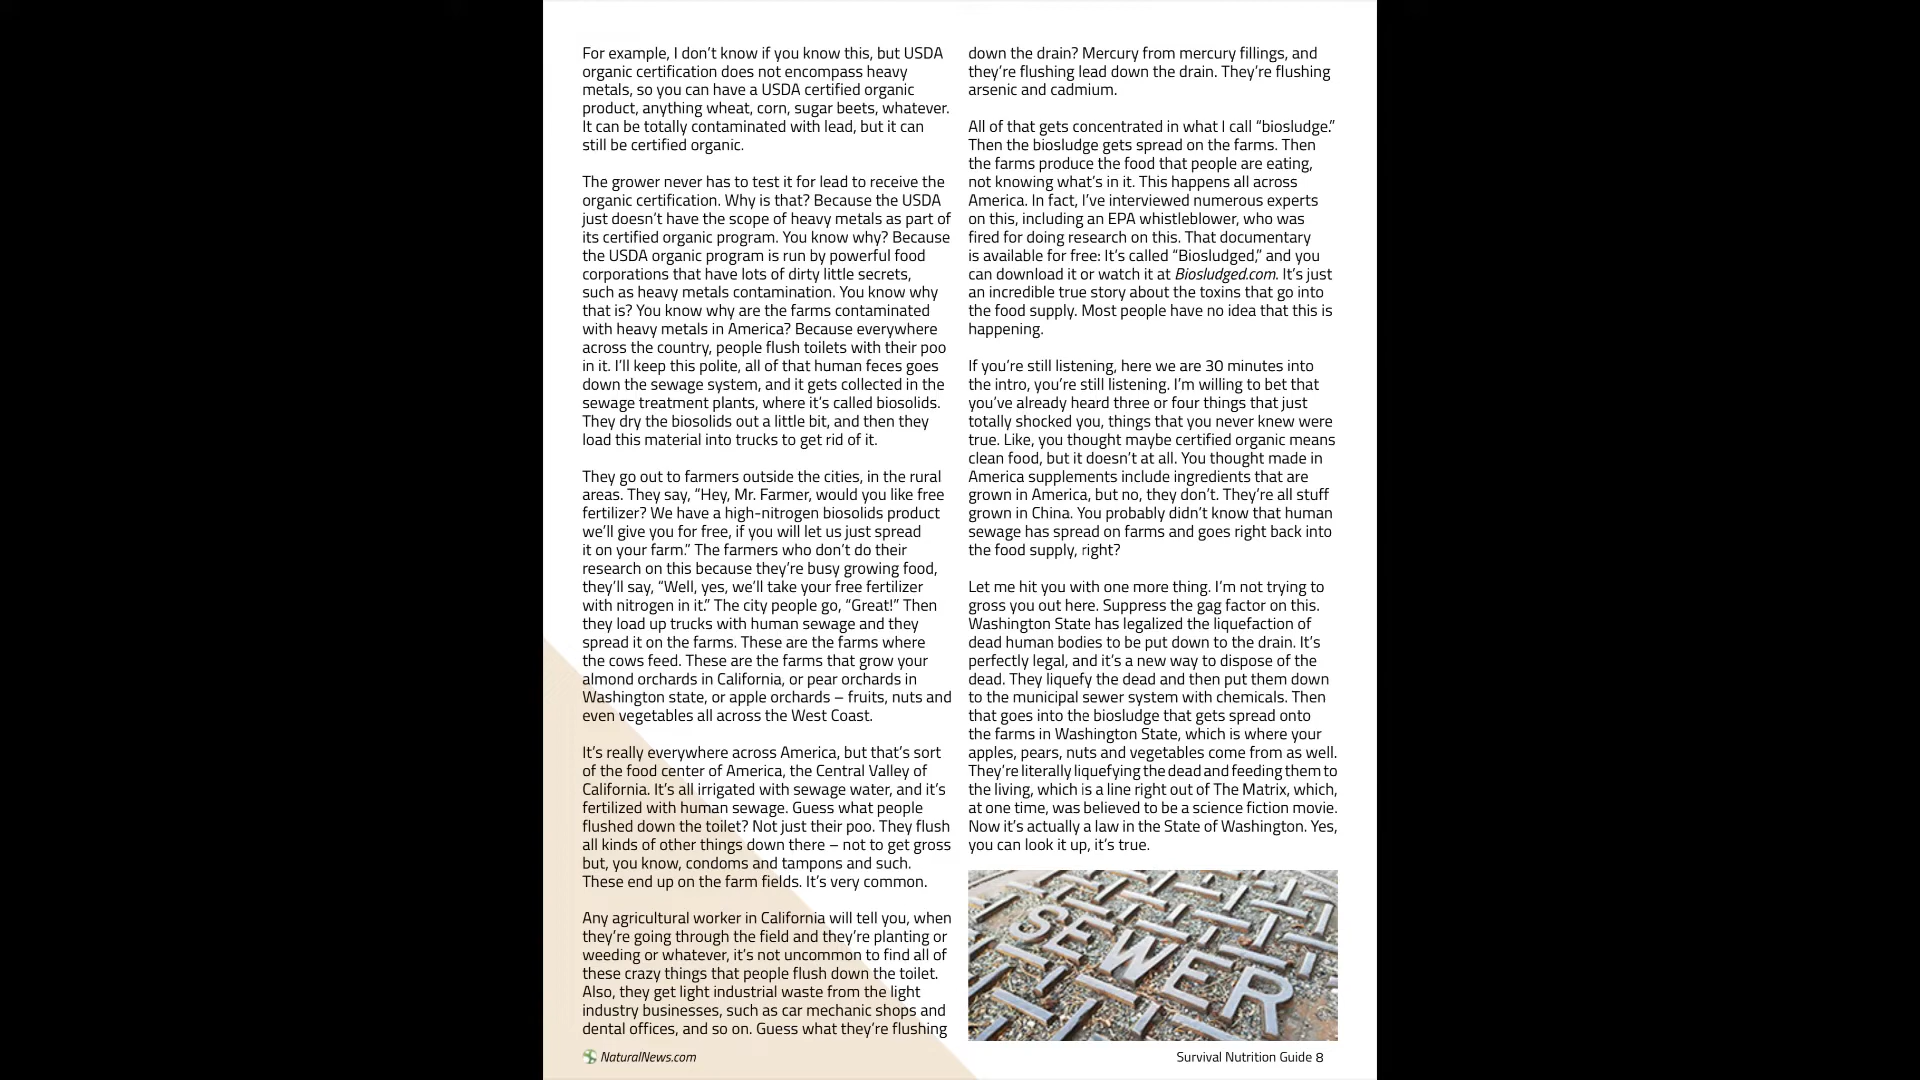 For example, I don't know if you know this, but USDA
organic certification does not encompass heavy
metals, so you can have a USDA certified organic
product, anything wheat, corn, sugar beets, whatever.
It can be totally contaminated with lead, but it can
still be certified organic.
The grower never has to test it for lead to receive the
organic certification. Why is that? Because the USDA
just doesn't have the scope of heavy metals as part of
its certified organic program. You know why? Because
the USDA organic program is run by powerful food
corporations that have lots of dirty little secrets,
such as heavy metals contamination. You know why
that is? You know why are the farms contaminated
with heavy metals in America? Because everywhere
across the country, people flush toilets with their poo
in it. I'll keep this polite, all of that human feces goes
down the sewage system, and it gets collected in the
sewage treatment plants, where it's called biosolids.
They dry the biosolids out a little bit, and then they
load this material into trucks to get rid of it.
They go out to farmers outside the cities, in the rural
areas. They say, “Hey, Mr. Farmer, would you like free
fertilizer? We have a high-nitrogen biosolids product
we'll give you for free, if you will let us just spread
it on your farm.” The farmers who don't do their
research on this because they're busy growing food,
they'll say, “Well, yes, we'll take your free fertilizer
with nitrogen in it.” The city people go, “Great!” Then
they load up trucks with human sewage and they
spread it on the farms. These are the farms where
the cows feed. These are the farms that grow your
almond orchards in California, or pear orchards in
Washington state, or apple orchards – fruits, nuts and
even vegetables all across the West Coast.
It's really everywhere across America, but that's sort
of the food center of America, the Central Valley of
California. It's all irrigated with sewage water, and it's
fertilized with human sewage. Guess what people
flushed down the toilet? Not just their poo. They flush
all kinds of other things down there – not to get gross
but, you know, condoms and tampons and such.
These end up on the farm fields. It's very common.
Any agricultural worker in California will tell you, when
they're going through the field and they're planting or
weeding or whatever, it's not uncommon to find all of
these crazy things that people flush down the toilet.
Also, they get light industrial waste from the light
industry businesses, such as car mechanic shops and
dental offices, and so on. Guess what they're flushing
down the drain? Mercury from mercury fillings, and
they're flushing lead down the drain. They're flushing
arsenic and cadmium.
All of that gets concentrated in what I call “biosludge.”
Then the biosludge gets spread on the farms. Then
the farms produce the food that people are eating,
not knowing what's in it. This happens all across
America. In fact, I've interviewed numerous experts
on this, including an EPA whistleblower, who was
fired for doing research on this. That documentary
is available for free: It's called “Biosludged,” and you
can download it or watch it at Biosludged.com. It's just
an incredible true story about the toxins that go into
the food supply. Most people have no idea that this is
happening.
If you're still listening, here we are 30 minutes into
the intro, you're still listening. I'm willing to bet that
you've already heard three or four things that just
totally shocked you, things that you never knew were
true. Like, you thought maybe certified organic means
clean food, but it doesn't at all. You thought made in
America supplements include ingredients that are
grown in America, but no, they don't. They're all stuff
grown in China. You probably didn't know that human
sewage has spread on farms and goes right back into
the food supply, right?
Let me hit you with one more thing. I'm not trying to
gross you out here. Suppress the gag factor on this.
Washington State has legalized the liquefaction of
dead human bodies to be put down to the drain. It's
perfectly legal, and it's a new way to dispose of the
dead. They liquefy the dead and then put them down
to the municipal sewer system with chemicals. Then
that goes into the biosludge that gets spread onto
the farms in Washington State, which is where your
apples, pears, nuts and vegetables come from as well.
They're literally liquefying the dead and feeding them to
the living, which is a line right out of The Matrix, which,
at one time, was believed to be a science fiction movie.
Now it's actually a law in the State of Washington. Yes,
you can look it up, it's true.
SEWER
NaturalNews.com
Survival Nutrition Guide 8